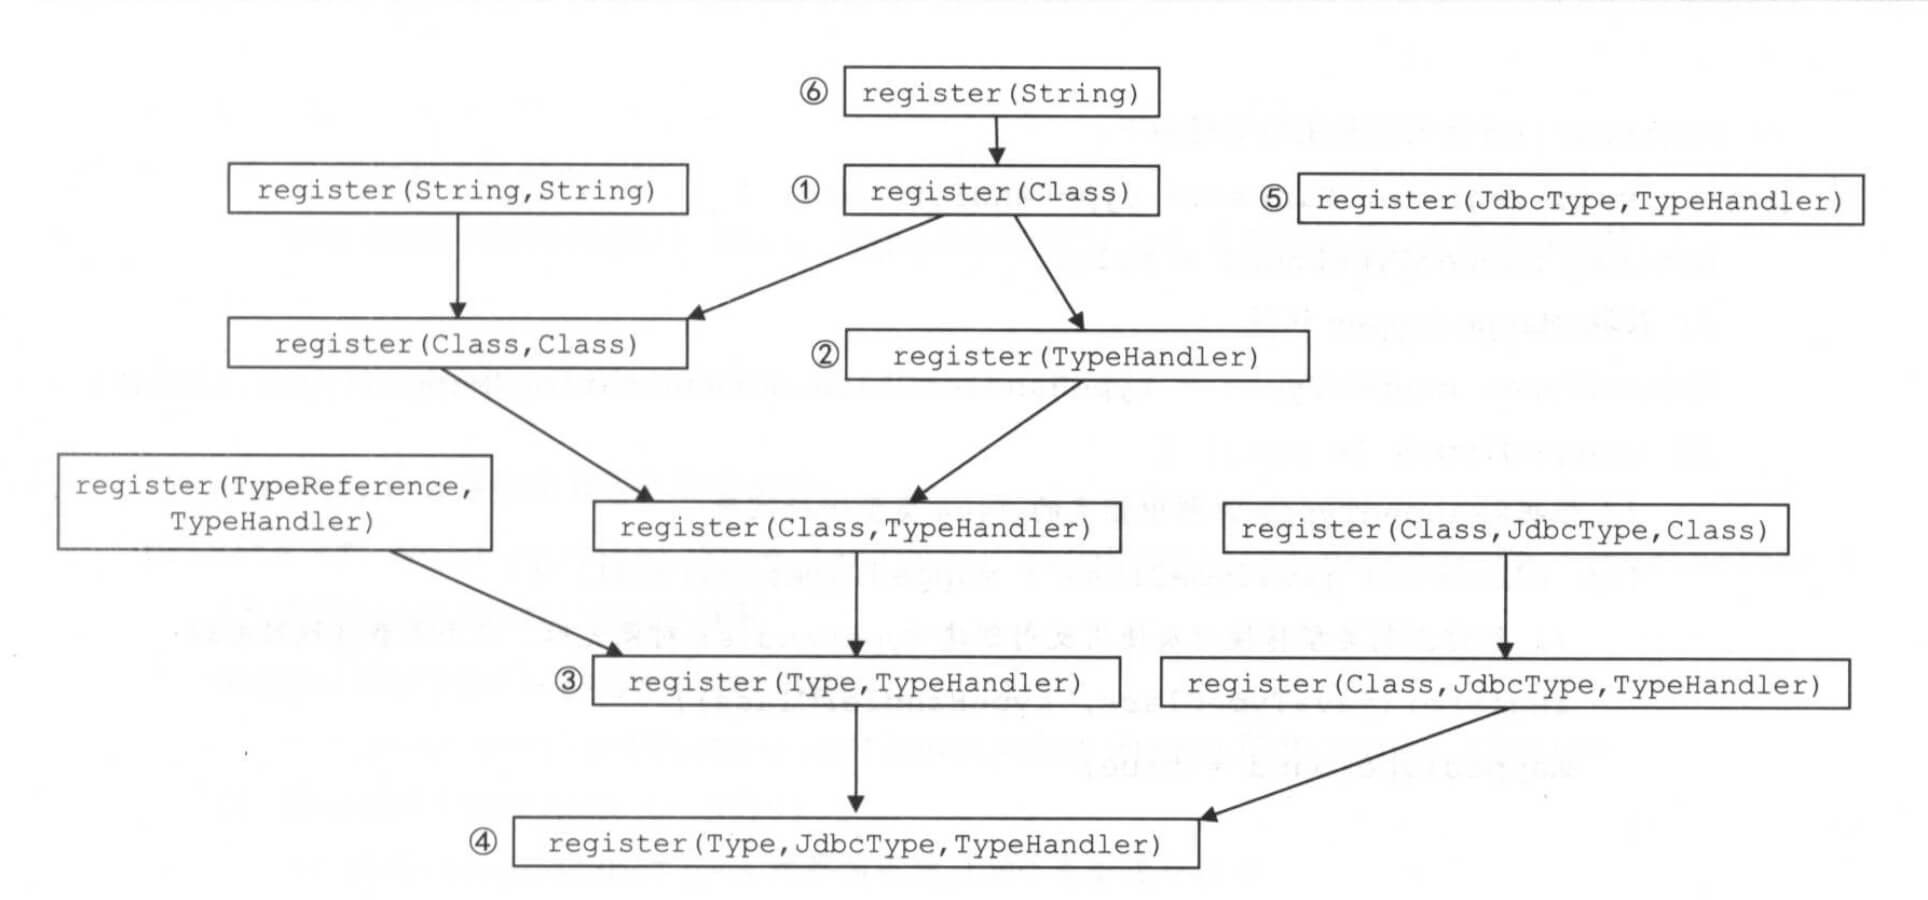 ⑥ register(String)
register(String,String)
① register(Class)
⑤ register(JdbcType,TypeHandler)
register(Class,Class)
② register(TypeHandler)
register(TypeReference,
TypeHandler)
register(Class,TypeHandler)
register(Class,JdbcType,Class)
③ register(Type,TypeHandler)
register(Class,JdbcType,TypeHandler)
④ register(Type,JdbcType,TypeHandler)